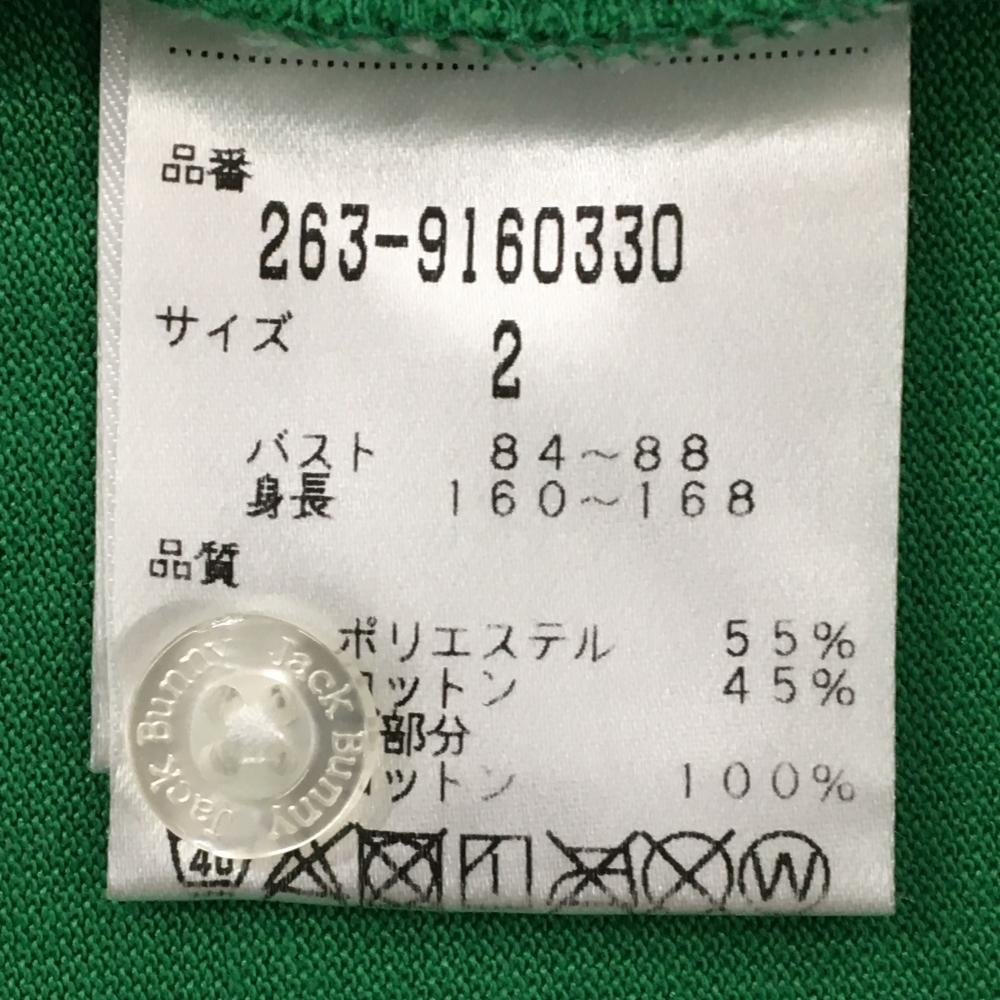 品番
263-9160330
サイズ
2
バスト 84～88
身長 160～168
品質
ポリエステル 55%
ットン 45%
部分
ットン 100%
Jack Bunny Jack Bunny
40
W